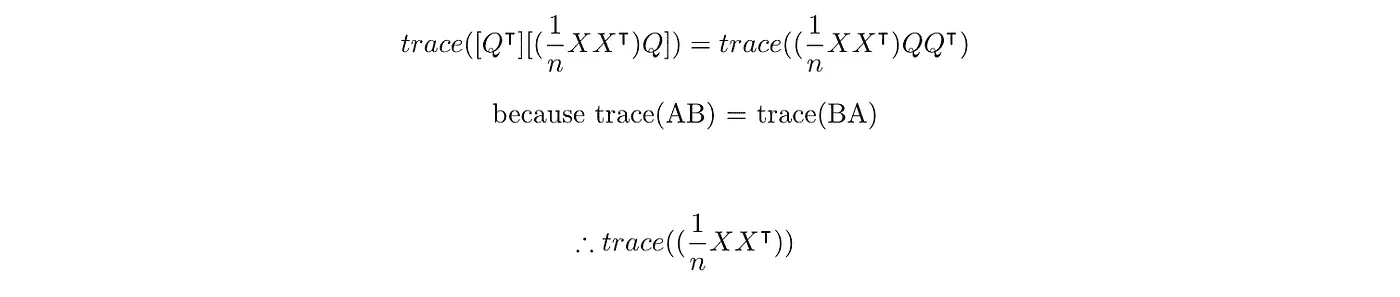 trace([Q⊺][(1/n XX⊺)Q]) = trace((1/n XX⊺)QQ⊺)
because trace(AB) = trace(BA)
∴ trace((1/n XX⊺))